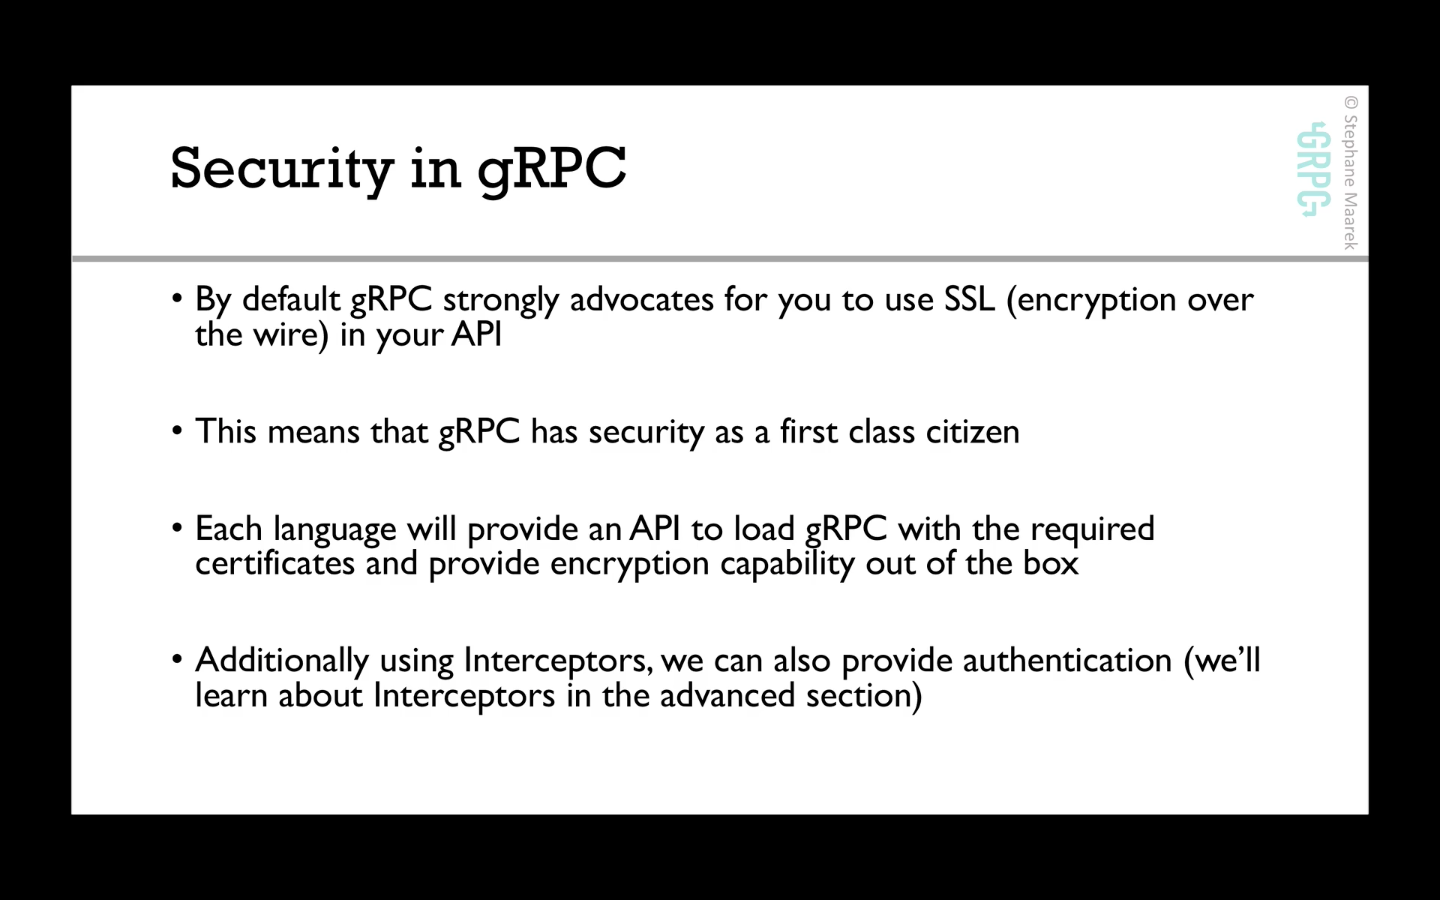 Security in gRPC
© Stephane Maarek
GRPC
• By default gRPC strongly advocates for you to use SSL (encryption over
the wire) in your API
• This means that gRPC has security as a first class citizen
• Each language will provide an API to load gRPC with the required
certificates and provide encryption capability out of the box
• Additionally using Interceptors, we can also provide authentication (we’ll
learn about Interceptors in the advanced section)